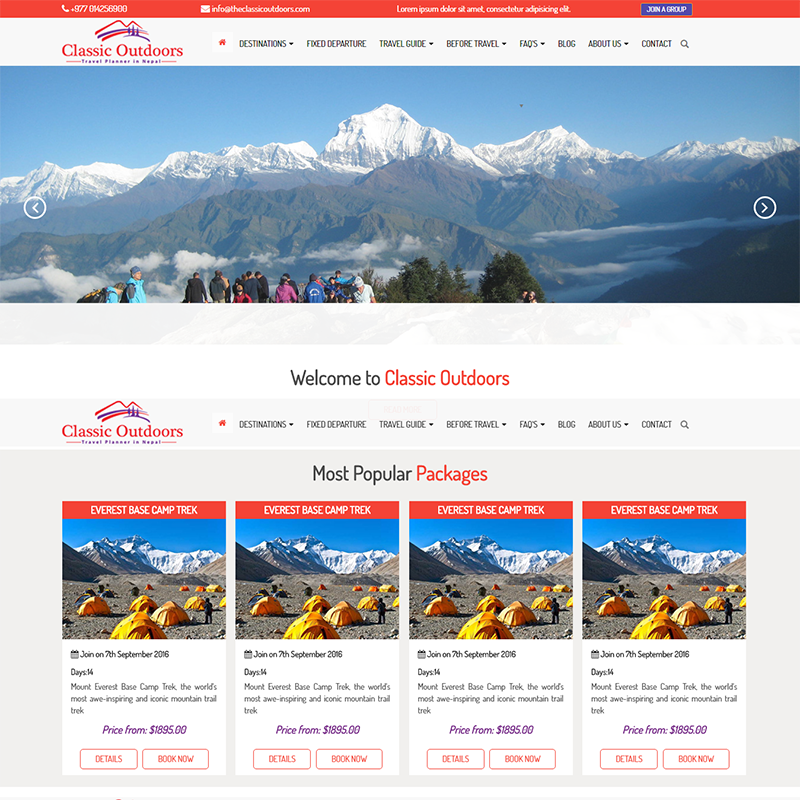 +977 014256900
info@theclassicoutdoors.com
Lorem ipsum dolor sit amet, consectetur adipisicing elit.
JOIN A GROUP
Classic Outdoors
Travel Planner in Nepal
DESTINATIONS FIXED DEPARTURE TRAVEL GUIDE BEFORE TRAVEL FAQ'S BLOG ABOUT US CONTACT
Welcome to Classic Outdoors
Classic Outdoors
Travel Planner in Nepal
DESTINATIONS FIXED DEPARTURE TRAVEL GUIDE BEFORE TRAVEL FAQ'S BLOG ABOUT US CONTACT
Most Popular Packages
EVEREST BASE CAMP TREK
Join on 7th September 2016
Days:14
Mount Everest Base Camp Trek, the world's
most awe-inspiring and iconic mountain trail
trek
Price from: $1895.00
DETAILS BOOK NOW
EVEREST BASE CAMP TREK
Join on 7th September 2016
Days:14
Mount Everest Base Camp Trek, the world's
most awe-inspiring and iconic mountain trail
trek
Price from: $1895.00
DETAILS BOOK NOW
EVEREST BASE CAMP TREK
Join on 7th September 2016
Days:14
Mount Everest Base Camp Trek, the world's
most awe-inspiring and iconic mountain trail
trek
Price from: $1895.00
DETAILS BOOK NOW
EVEREST BASE CAMP TREK
Join on 7th September 2016
Days:14
Mount Everest Base Camp Trek, the world's
most awe-inspiring and iconic mountain trail
trek
Price from: $1895.00
DETAILS BOOK NOW